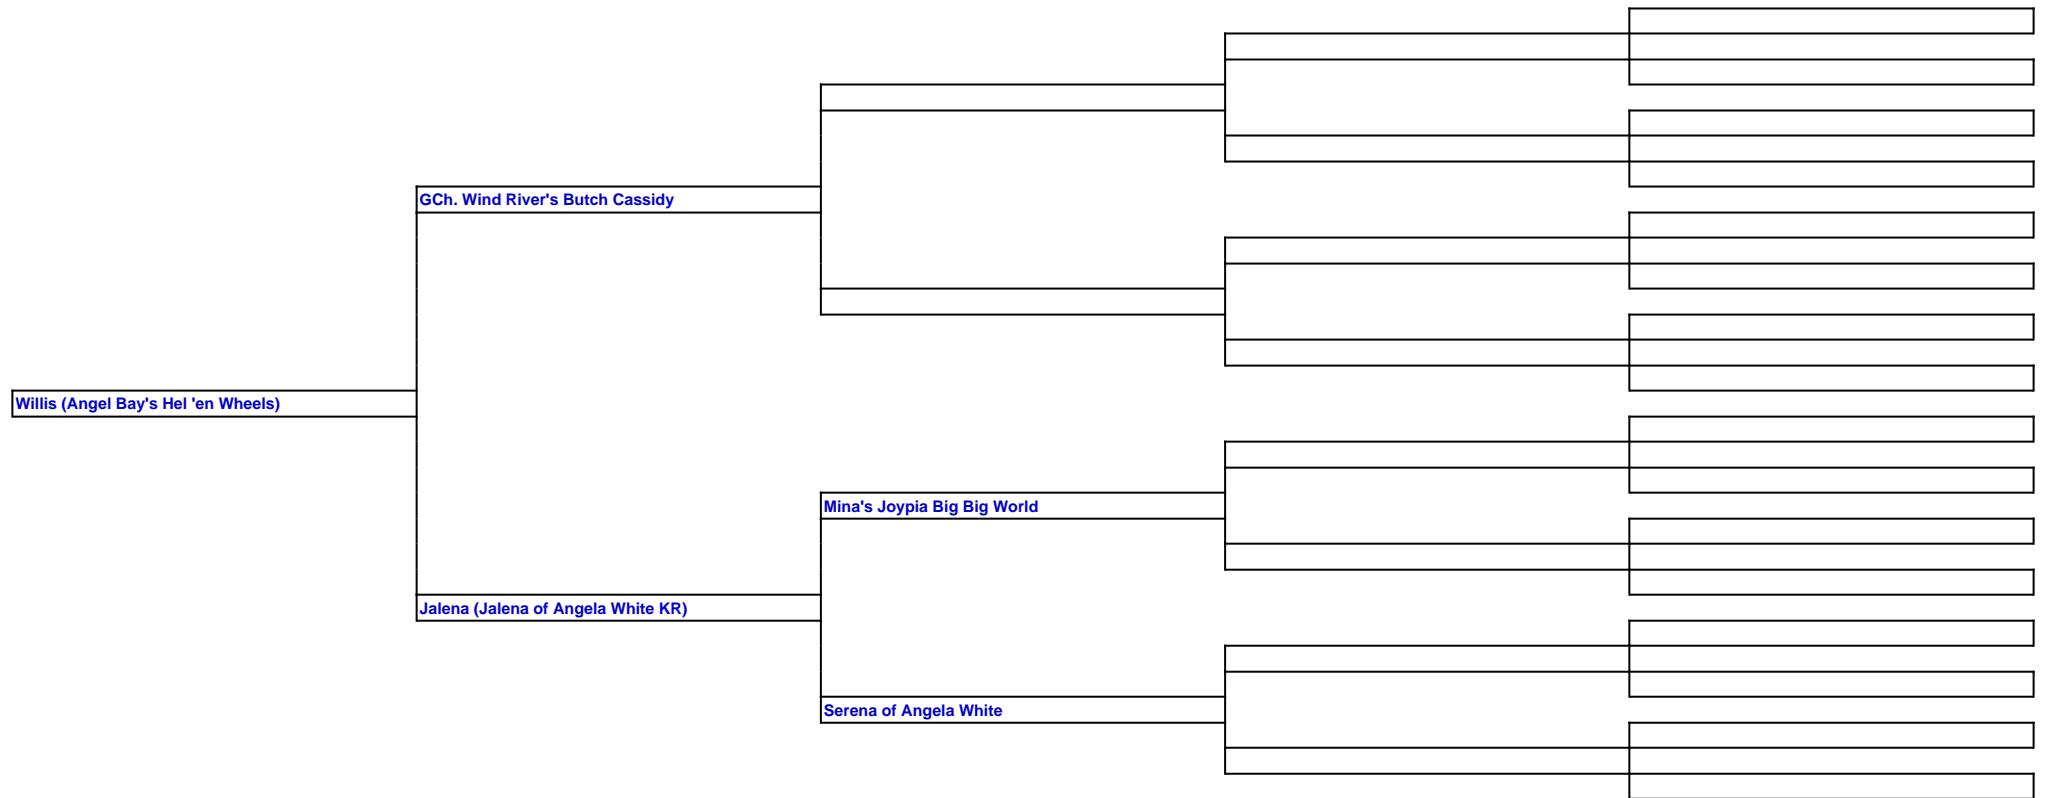 GCh. Wind River's Butch Cassidy
Willis (Angel Bay's Hel 'en Wheels)
Mina's Joypia Big Big World
Jalena (Jalena of Angela White KR)
Serena of Angela White